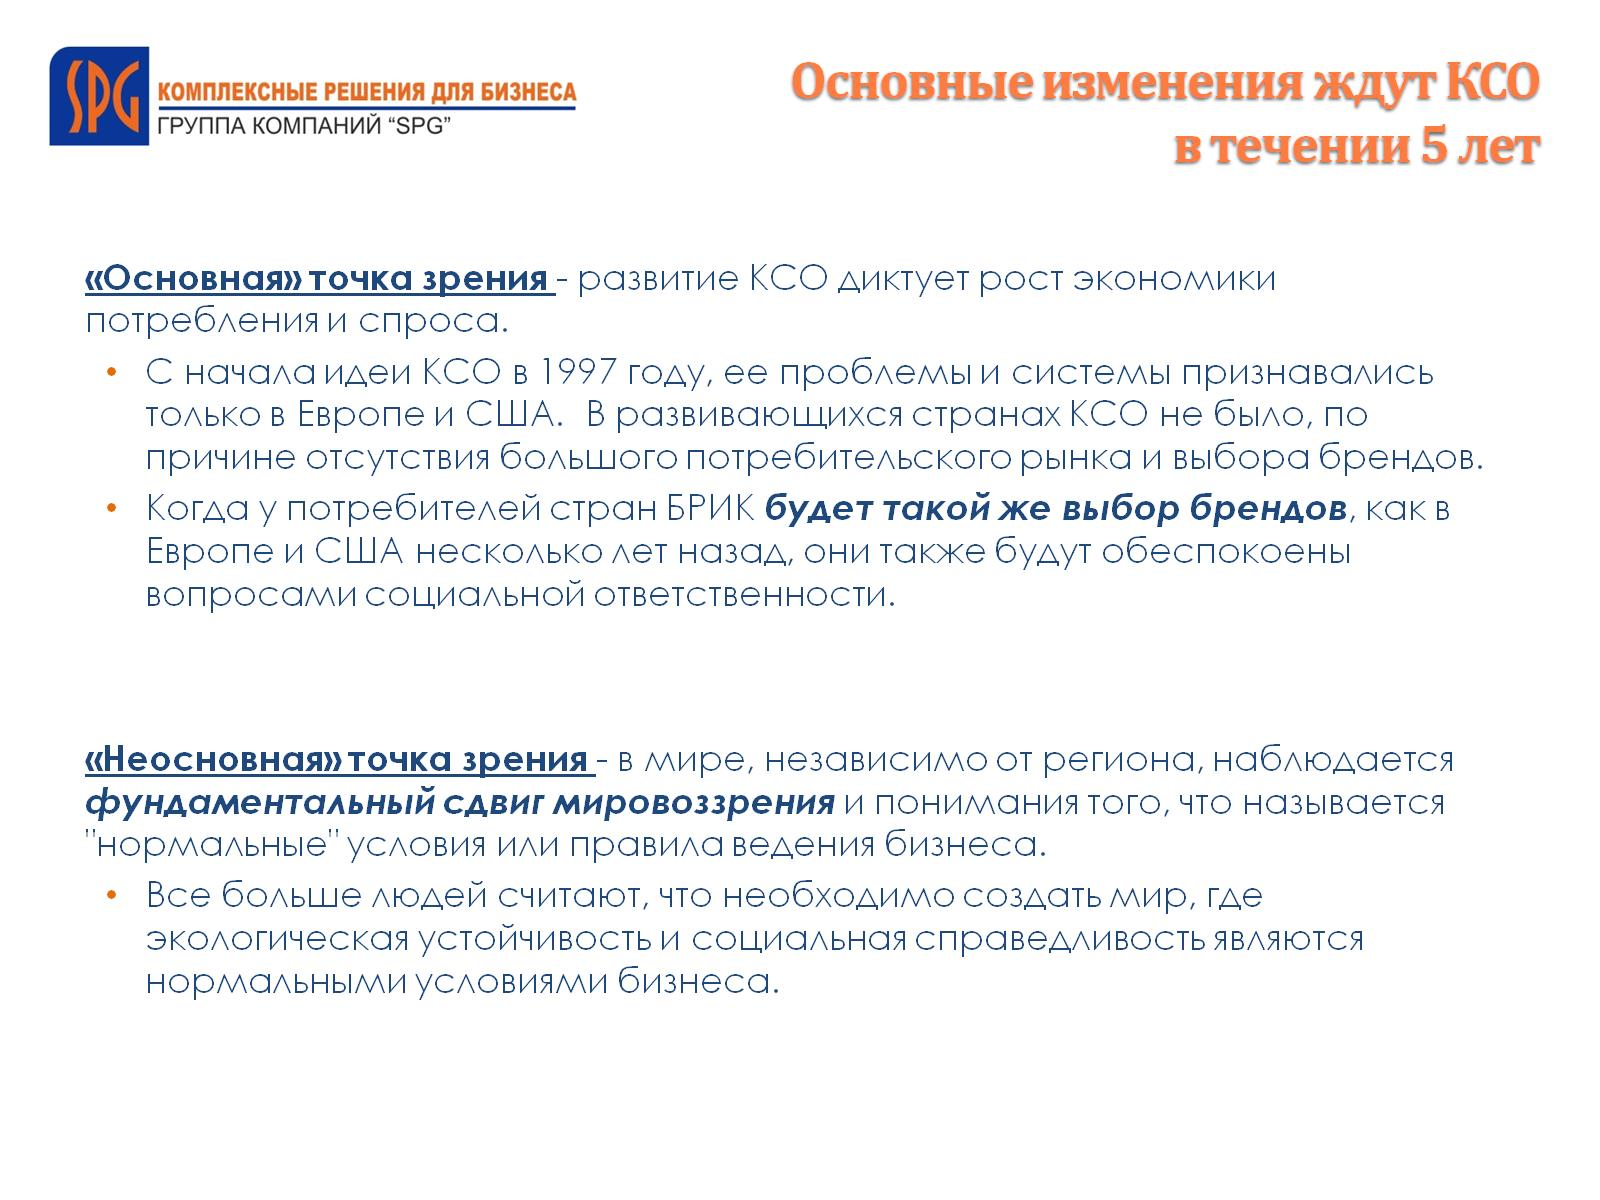 SPG
КОМПЛЕКСНЫЕ РЕШЕНИЯ ДЛЯ БИЗНЕСА
ГРУППА КОМПАНИЙ “SPG”
Основные изменения ждут КСО
в течении 5 лет
«Основная» точка зрения - развитие КСО диктует рост экономики
потребления и спроса.
• С начала идеи КСО в 1997 году, ее проблемы и системы признавались
только в Европе и США.  В развивающихся странах КСО не было, по
причине отсутствия большого потребительского рынка и выбора брендов.
• Когда у потребителей стран БРИК будет такой же выбор брендов, как в
Европе и США несколько лет назад, они также будут обеспокоены
вопросами социальной ответственности.
«Неосновная» точка зрения - в мире, независимо от региона, наблюдается
фундаментальный сдвиг мировоззрения и понимания того, что называется
"нормальные" условия или правила ведения бизнеса.
• Все больше людей считают, что необходимо создать мир, где
экологическая устойчивость и социальная справедливость являются
нормальными условиями бизнеса.